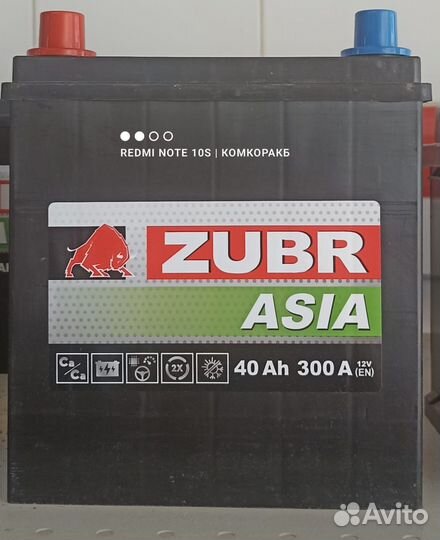 REDMI NOTE 10S | КОМКОРАКБ
ZUBR
ASIA
Ca/Ca
2X
40 Ah 300 A 12V (EN)
Avito